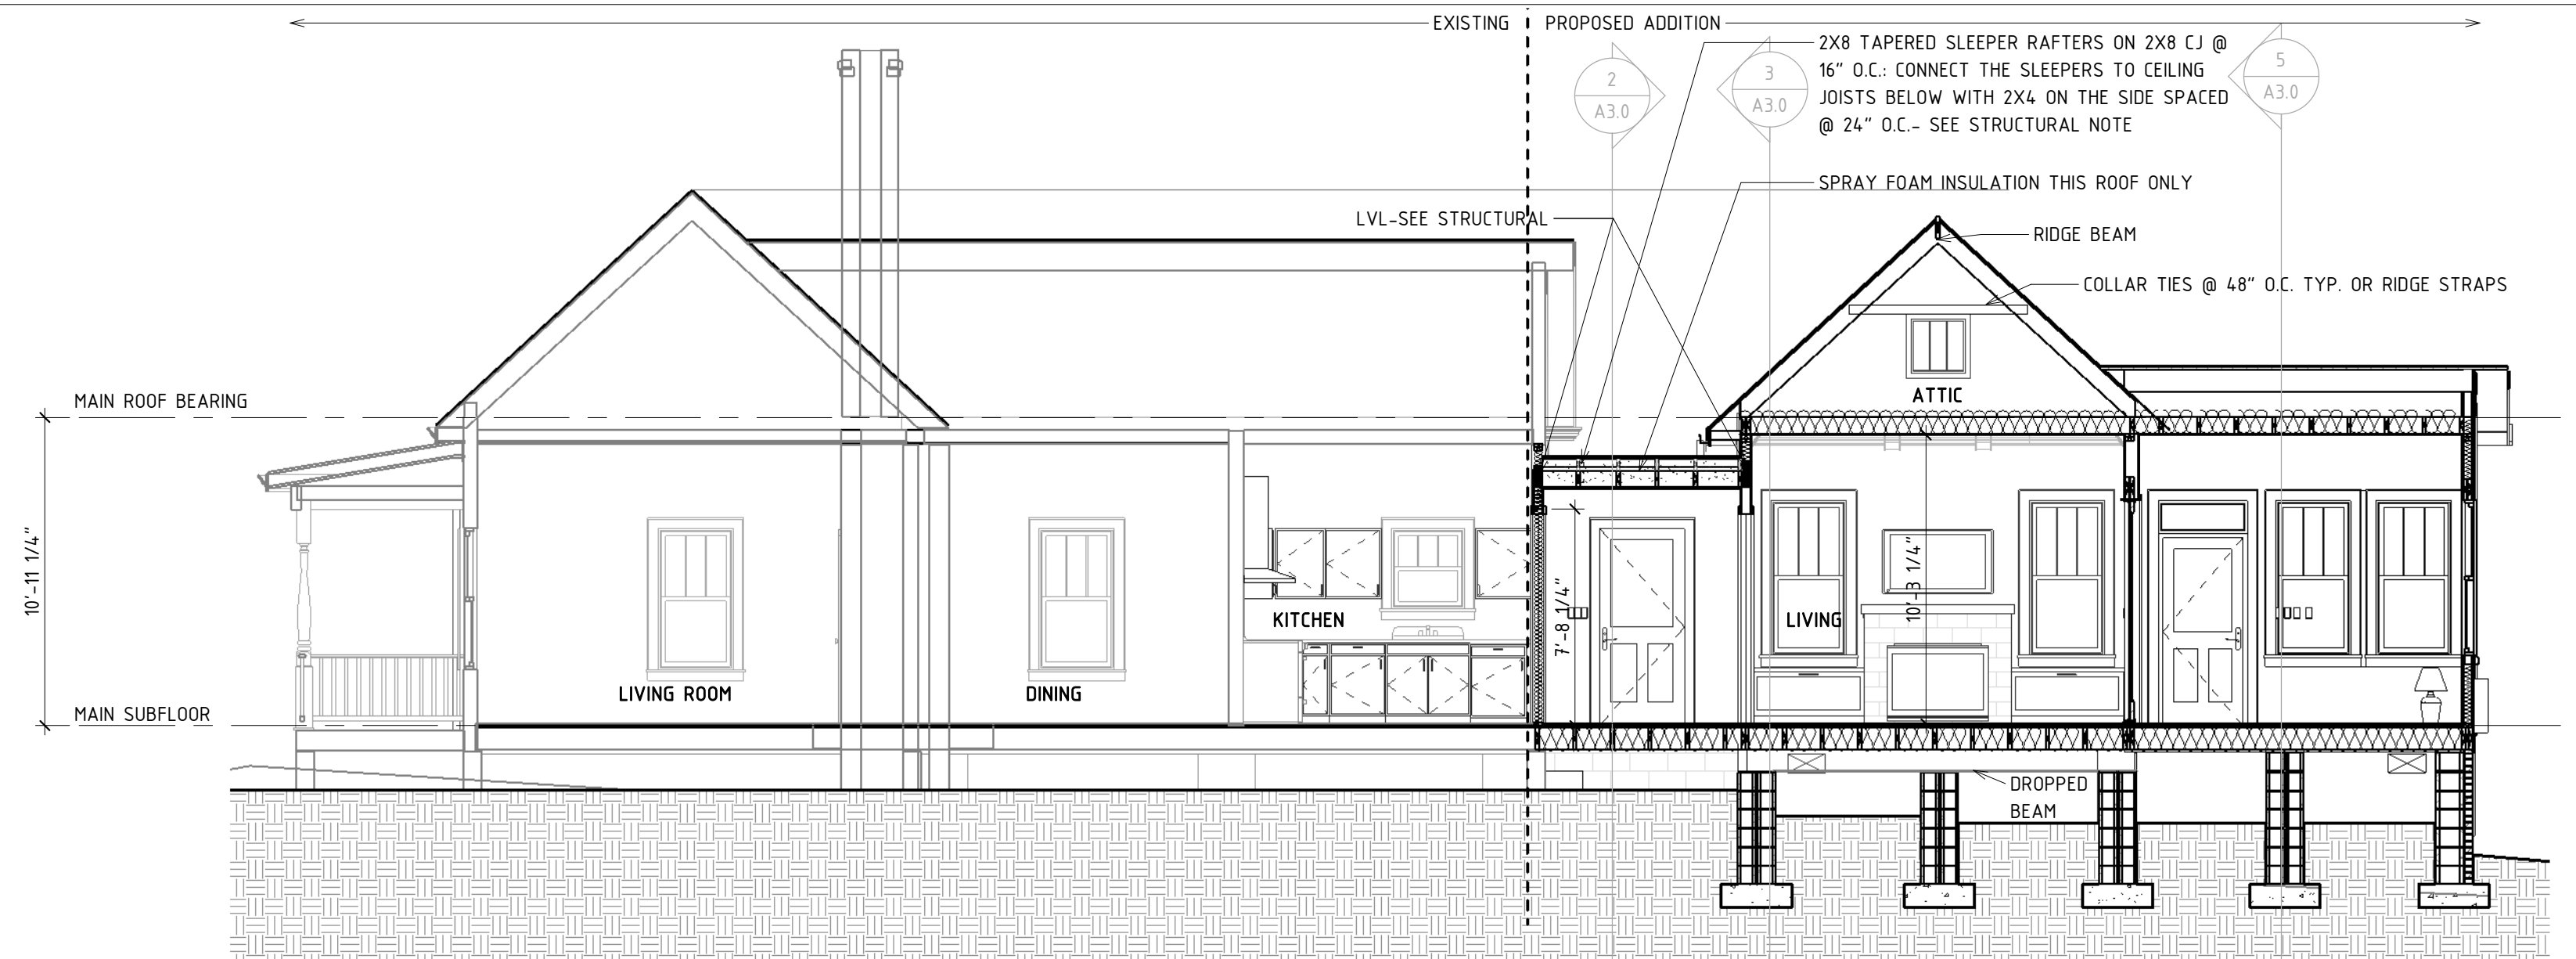 EXISTING
PROPOSED ADDITION
2X8 TAPERED SLEEPER RAFTERS ON 2X8 CJ @
16" O.C.: CONNECT THE SLEEPERS TO CEILING
JOISTS BELOW WITH 2X4 ON THE SIDE SPACED
@ 24" O.C.- SEE STRUCTURAL NOTE
2
A3.0
3
A3.0
5
A3.0
SPRAY FOAM INSULATION THIS ROOF ONLY
LVL-SEE STRUCTURAL
RIDGE BEAM
COLLAR TIES @ 48" O.C. TYP. OR RIDGE STRAPS
MAIN ROOF BEARING
ATTIC
10'-11 1/4"
7'-8 1/4"
10'-3 1/4"
KITCHEN
LIVING
LIVING ROOM
DINING
MAIN SUBFLOOR
DROPPED
BEAM